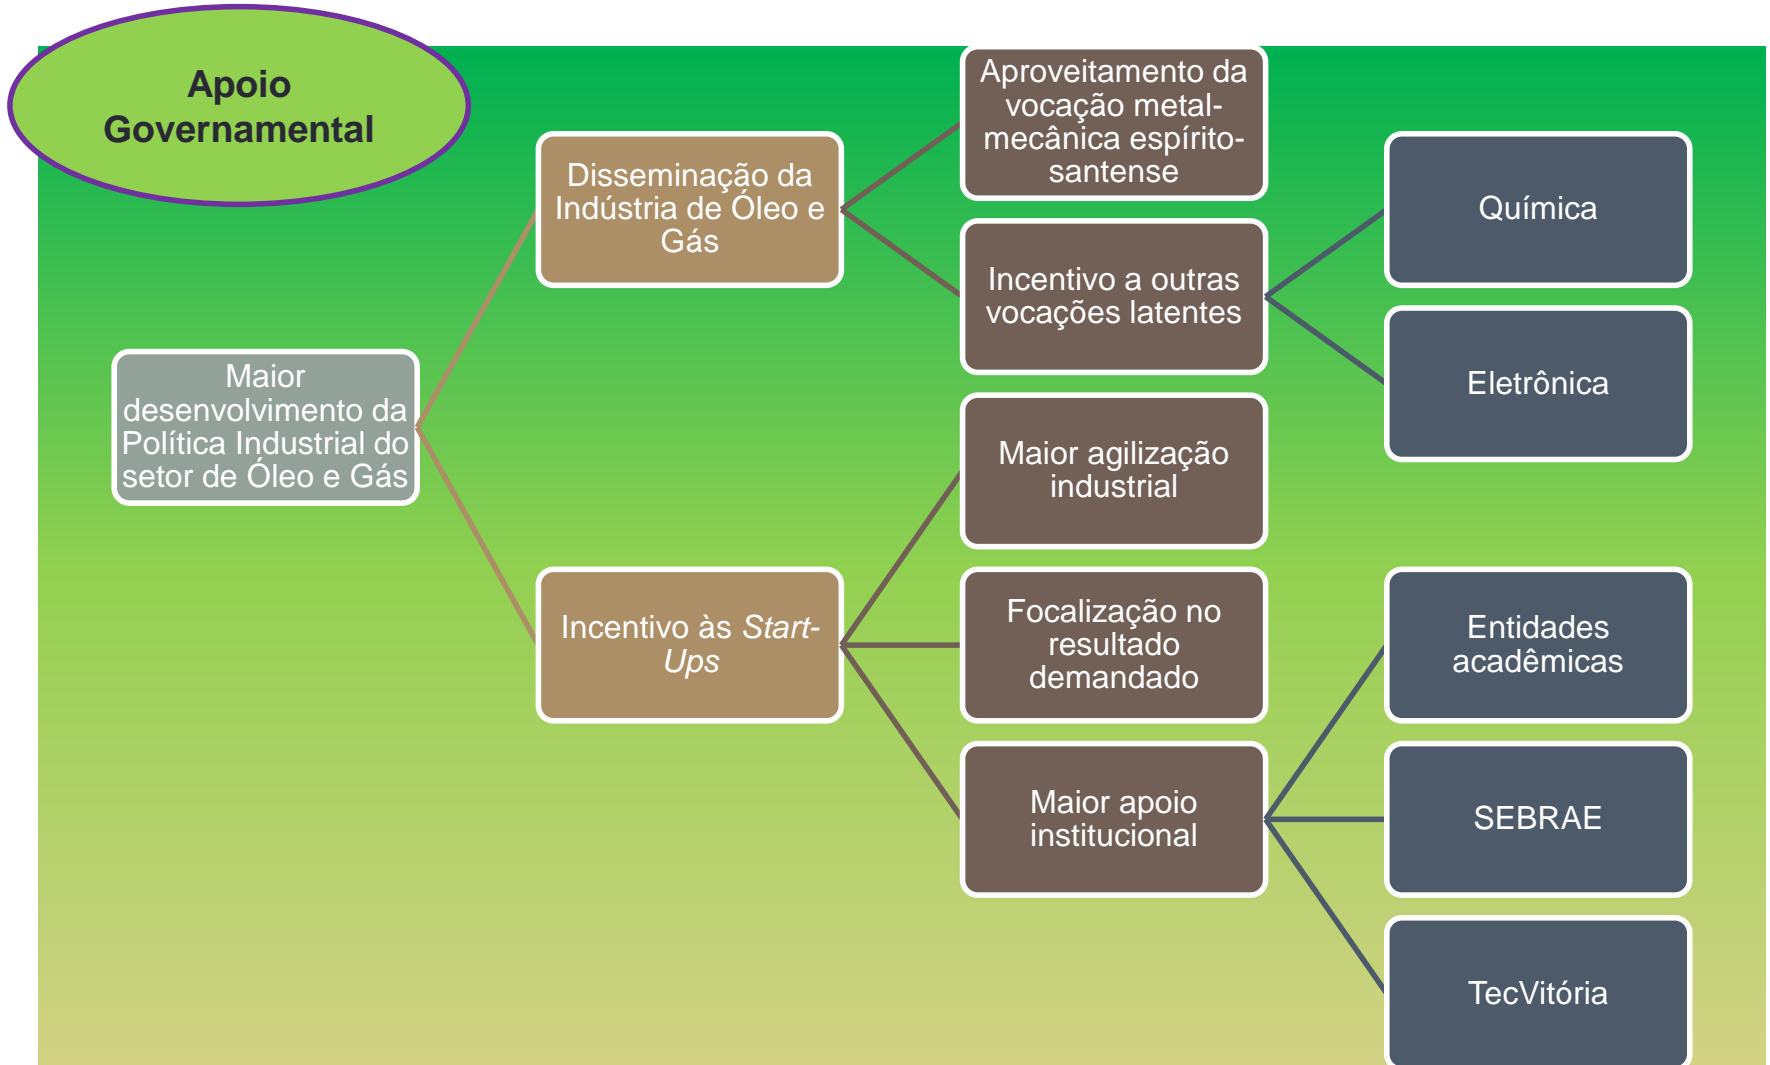 Apoio
Governamental
Maior
desenvolvimento da
Política Industrial do
setor de Óleo e Gás
Disseminação da
Indústria de Óleo e
Gás
Aproveitamento da
vocação metal-
mecânica espírito-
santense
Incentivo a outras
vocações latentes
Química
Eletrônica
Incentivo às Start-
Ups
Maior agilização
industrial
Focalização no
resultado
demandado
Maior apoio
institucional
Entidades
acadêmicas
SEBRAE
TecVitória